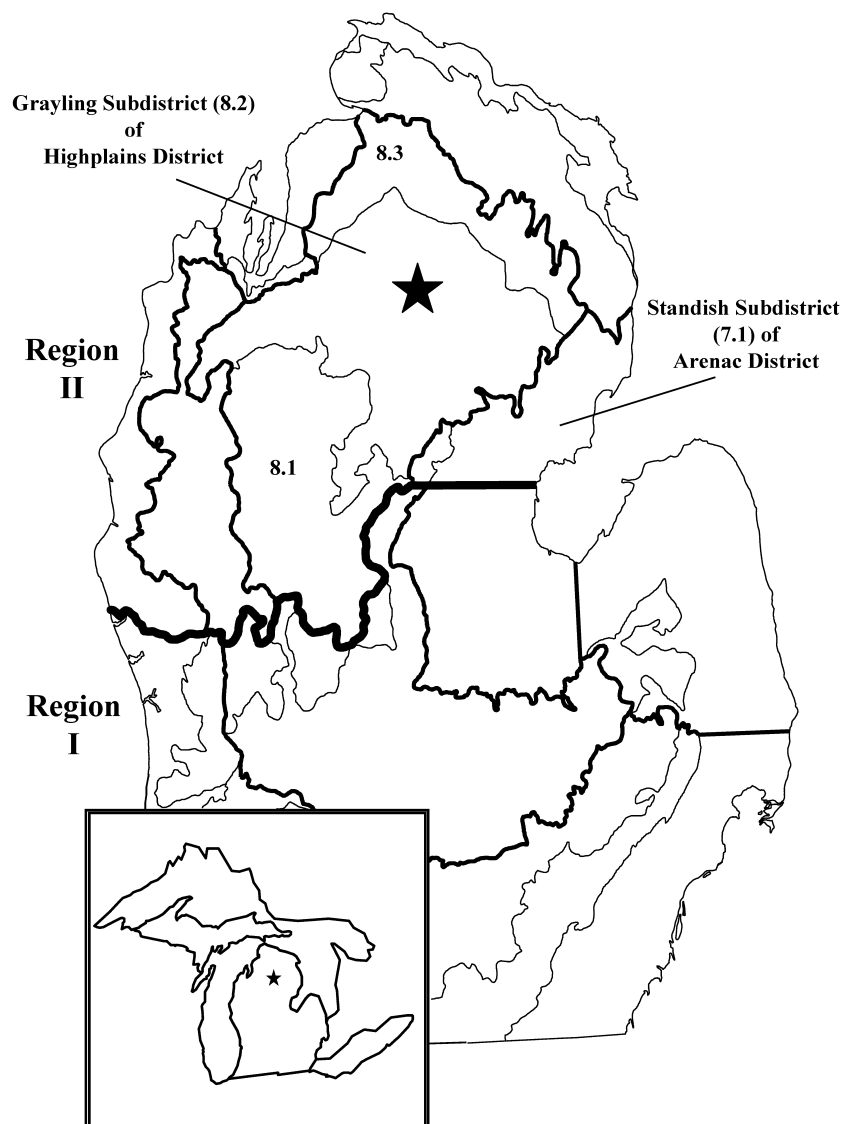 Grayling Subdistrict (8.2)
of
Highplains District
8.3
Standish Subdistrict
(7.1) of
Arenac District
Region
II
8.1
Region
I